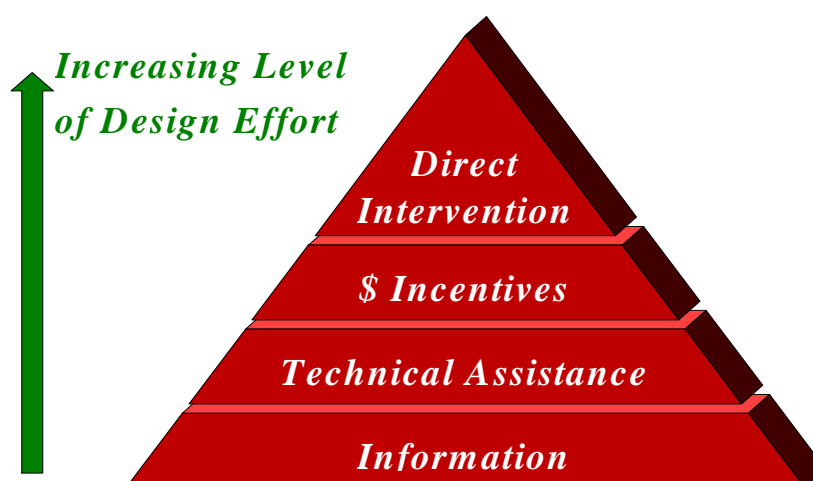 Increasing Level
of Design Effort
Direct
Intervention
$ Incentives
Technical Assistance
Information